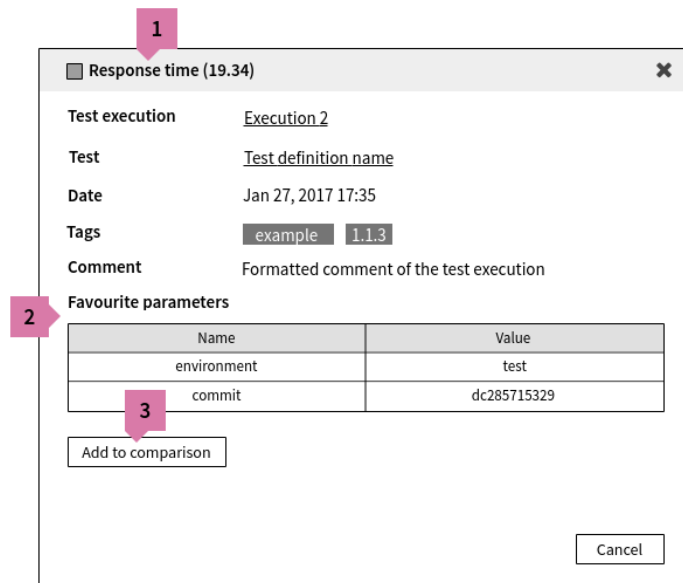 1
Response time (19.34)
Test execution Execution 2
Test Test definition name
Date Jan 27, 2017 17:35
Tags example 1.1.3
Comment Formatted comment of the test execution
2
Favourite parameters
Name Value
environment test
commit dc285715329
3
Add to comparison
Cancel